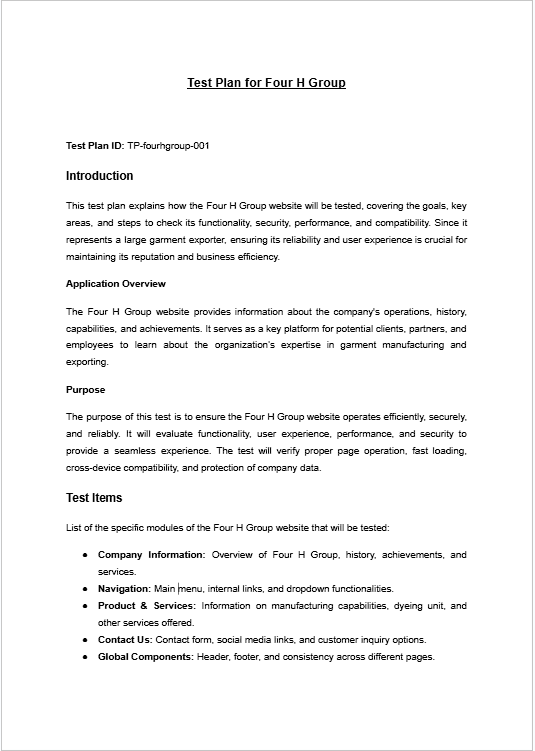 Test Plan for Four H Group
Test Plan ID: TP-fourhgroup-001
Introduction
This test plan explains how the Four H Group website will be tested, covering the goals, key
areas, and steps to check its functionality, security, performance, and compatibility. Since it
represents a large garment exporter, ensuring its reliability and user experience is crucial for
maintaining its reputation and business efficiency.
Application Overview
The Four H Group website provides information about the company's operations, history,
capabilities, and achievements. It serves as a key platform for potential clients, partners, and
employees to learn about the organization's expertise in garment manufacturing and
exporting.
Purpose
The purpose of this test is to ensure the Four H Group website operates efficiently, securely,
and reliably. It will evaluate functionality, user experience, performance, and security to
provide a seamless experience. The test will verify proper page operation, fast loading,
cross-device compatibility, and protection of company data.
Test Items
List of the specific modules of the Four H Group website that will be tested:
● Company Information: Overview of Four H Group, history, achievements, and
services.
● Navigation: Main menu, internal links, and dropdown functionalities.
● Product & Services: Information on manufacturing capabilities, dyeing unit, and
other services offered.
● Contact Us: Contact form, social media links, and customer inquiry options.
● Global Components: Header, footer, and consistency across different pages.